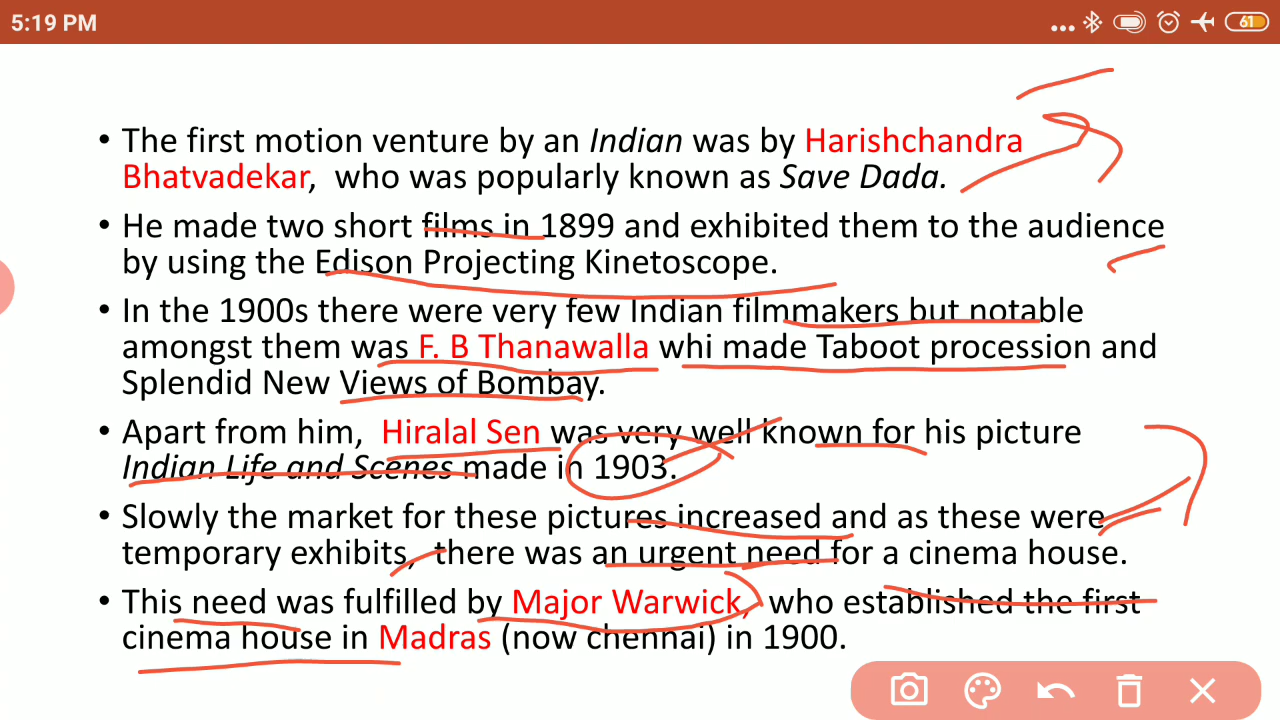 5:19 PM
61
• The first motion venture by an Indian was by Harishchandra
Bhatvadekar, who was popularly known as Save Dada.
• He made two short films in 1899 and exhibited them to the audience
by using the Edison Projecting Kinetoscope.
• In the 1900s there were very few Indian filmmakers but notable
amongst them was F. B Thanawalla whi made Taboot procession and
Splendid New Views of Bombay.
• Apart from him, Hiralal Sen was very well known for his picture
Indian Life and Scenes made in 1903.
• Slowly the market for these pictures increased and as these were
temporary exhibits, there was an urgent need for a cinema house.
• This need was fulfilled by Major Warwick, who established the first
cinema house in Madras (now chennai) in 1900.